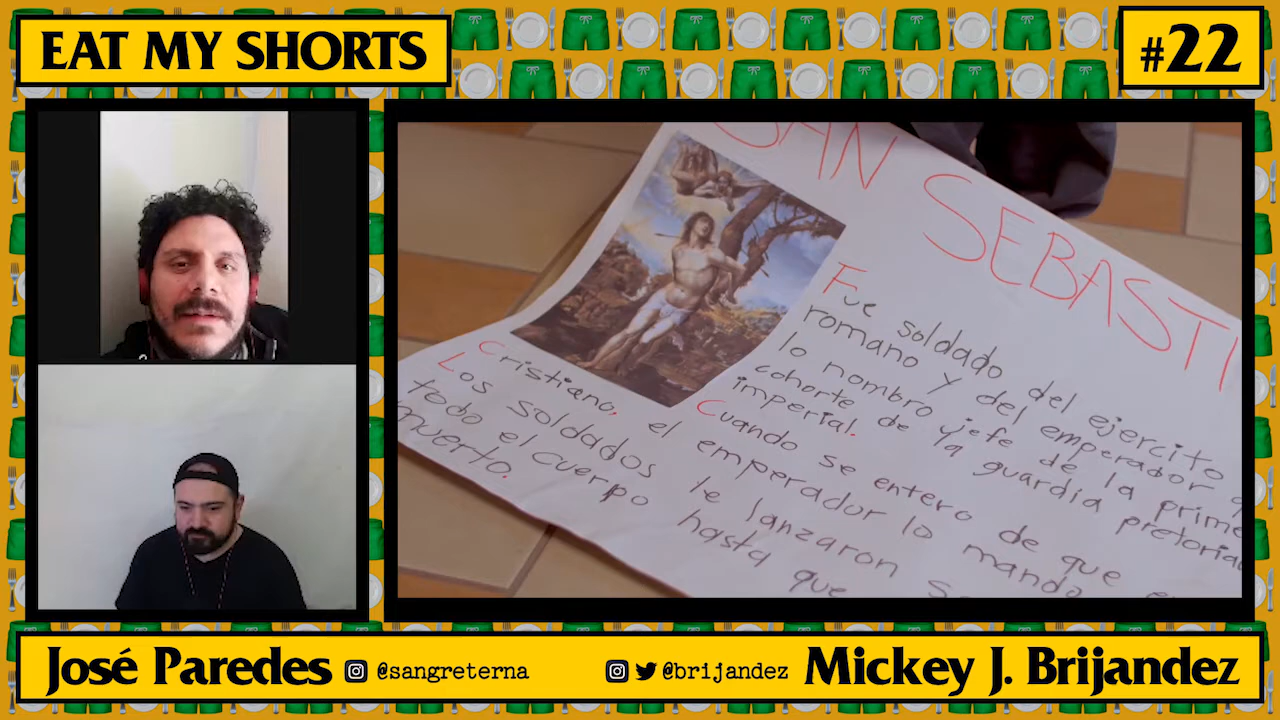 EAT MY SHORTS
#22
SAN SEBASTI
Fue soldado del ejercito
romano y del emperador
lo nombro jefe de la prime
cohorte de la guardia pretoria
imperial.
Cuando se entero de que
Cristiano, el emperador lo mando
Los soldados le lanzaron
todo el cuerpo hasta que
muerto.
José Paredes @sangreterna
@brijandez Mickey J. Brijandez